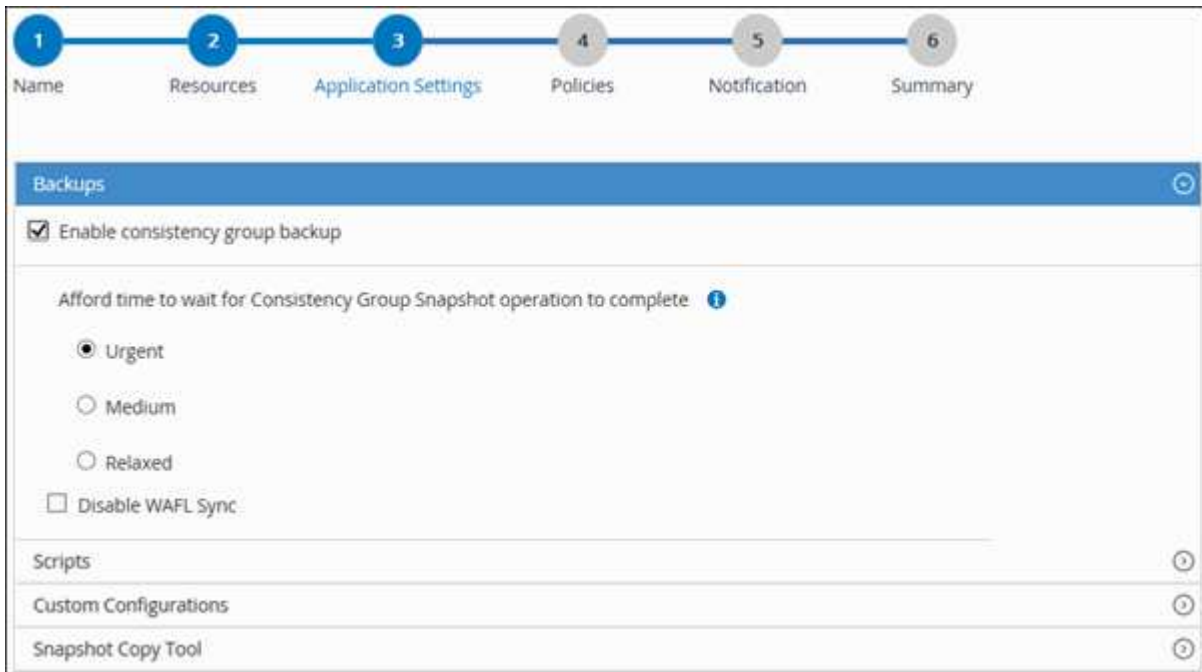 1 2 3 4 5 6
Name Resources Application Settings Policies Notification Summary
Backups
Enable consistency group backup
Afford time to wait for Consistency Group Snapshot operation to complete
Urgent
Medium
Relaxed
Disable WAFL Sync
Scripts
Custom Configurations
Snapshot Copy Tool